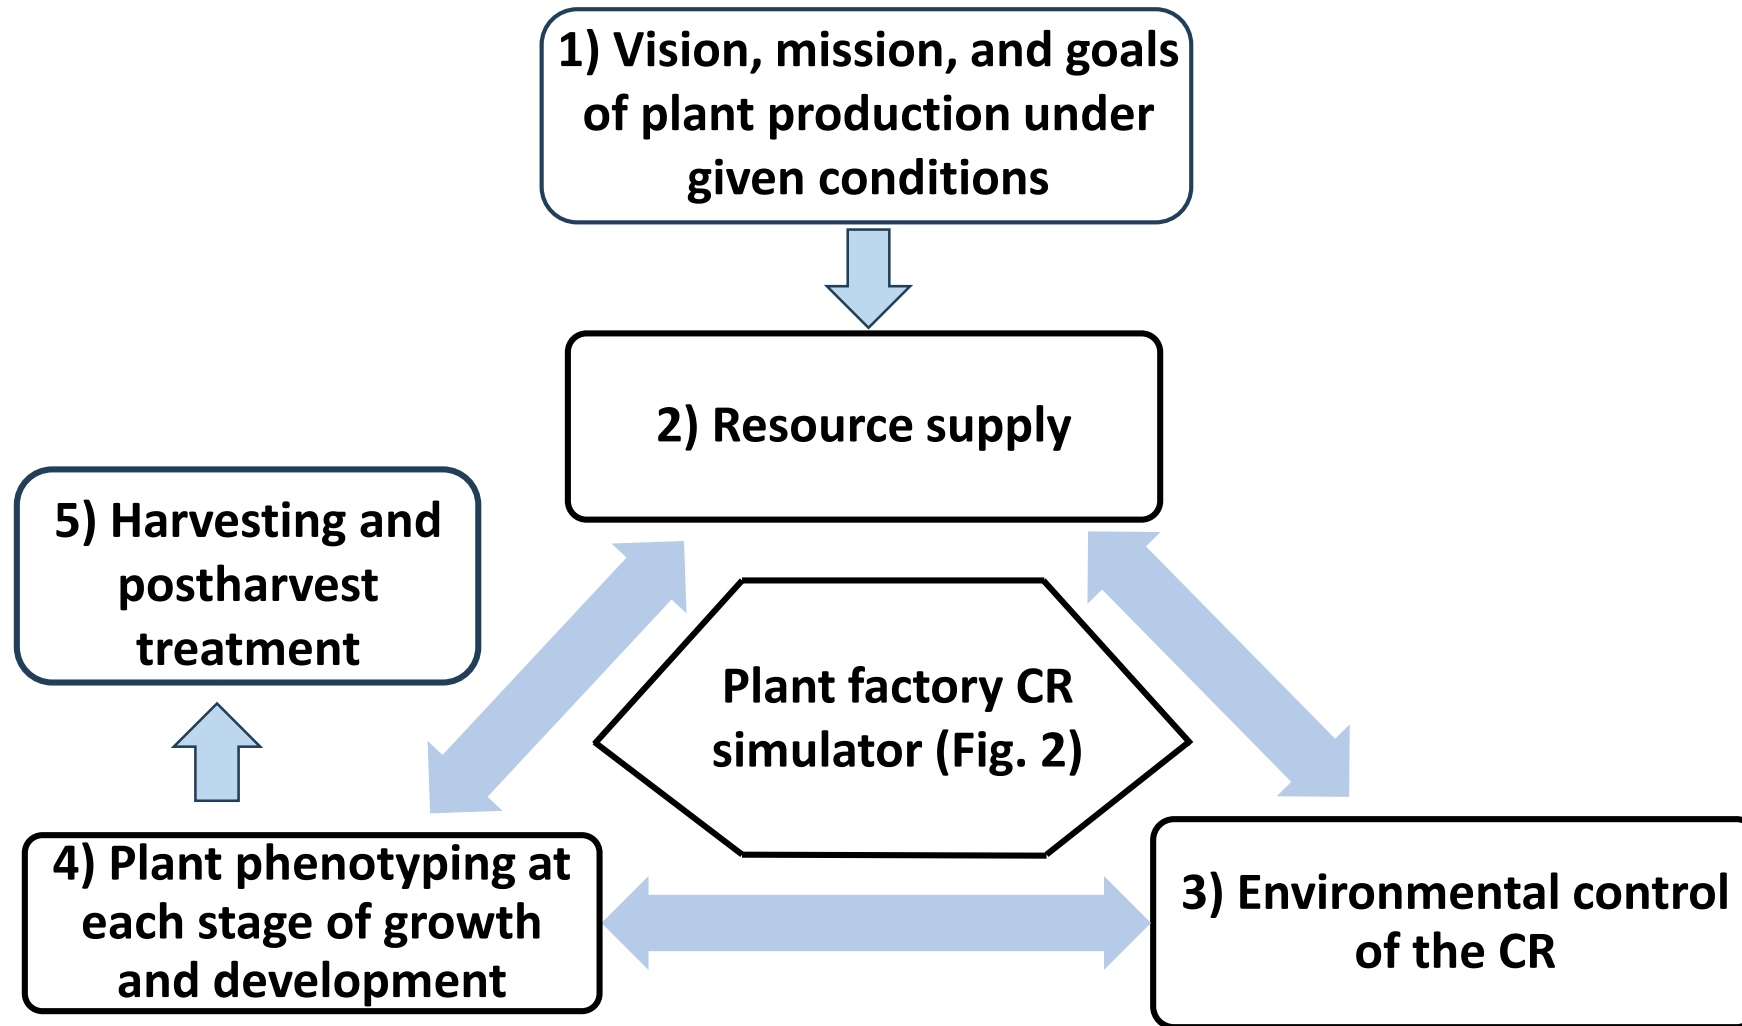 1) Vision, mission, and goals
of plant production under
given conditions
2) Resource supply
5) Harvesting and
postharvest
treatment
Plant factory CR
simulator (Fig. 2)
4) Plant phenotyping at
each stage of growth
and development
3) Environmental control
of the CR